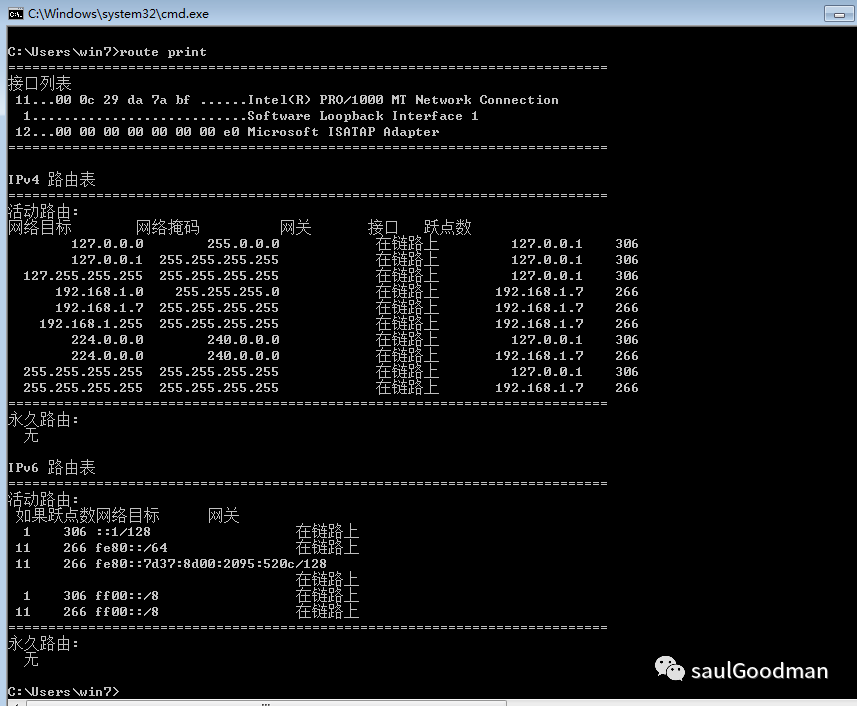 C:\Windows\system32\cmd.exe
C:\Users\win7>route print
===========================================================================
接口列表
 11...00 0c 29 da 7a bf ......Intel(R) PRO/1000 MT Network Connection
  1...........................Software Loopback Interface 1
 12...00 00 00 00 00 00 00 e0 Microsoft ISATAP Adapter
===========================================================================
IPv4 路由表
===========================================================================
活动路由:
网络目标        网络掩码          网关       接口   跃点数
        127.0.0.0        255.0.0.0            在链路上         127.0.0.1    306
        127.0.0.1  255.255.255.255            在链路上         127.0.0.1    306
  127.255.255.255  255.255.255.255            在链路上         127.0.0.1    306
      192.168.1.0    255.255.255.0            在链路上       192.168.1.7    266
      192.168.1.7  255.255.255.255            在链路上       192.168.1.7    266
    192.168.1.255  255.255.255.255            在链路上       192.168.1.7    266
        224.0.0.0        240.0.0.0            在链路上         127.0.0.1    306
        224.0.0.0        240.0.0.0            在链路上       192.168.1.7    266
  255.255.255.255  255.255.255.255            在链路上         127.0.0.1    306
  255.255.255.255  255.255.255.255            在链路上       192.168.1.7    266
===========================================================================
永久路由:
  无
IPv6 路由表
===========================================================================
活动路由:
 如果跃点数网络目标      网关
  1    306 ::1/128                  在链路上
 11    266 fe80::/64                在链路上
 11    266 fe80::7d37:8d00:2095:520c/128
                                    在链路上
  1    306 ff00::/8                 在链路上
 11    266 ff00::/8                 在链路上
===========================================================================
永久路由:
  无
saulGoodman
C:\Users\win7>